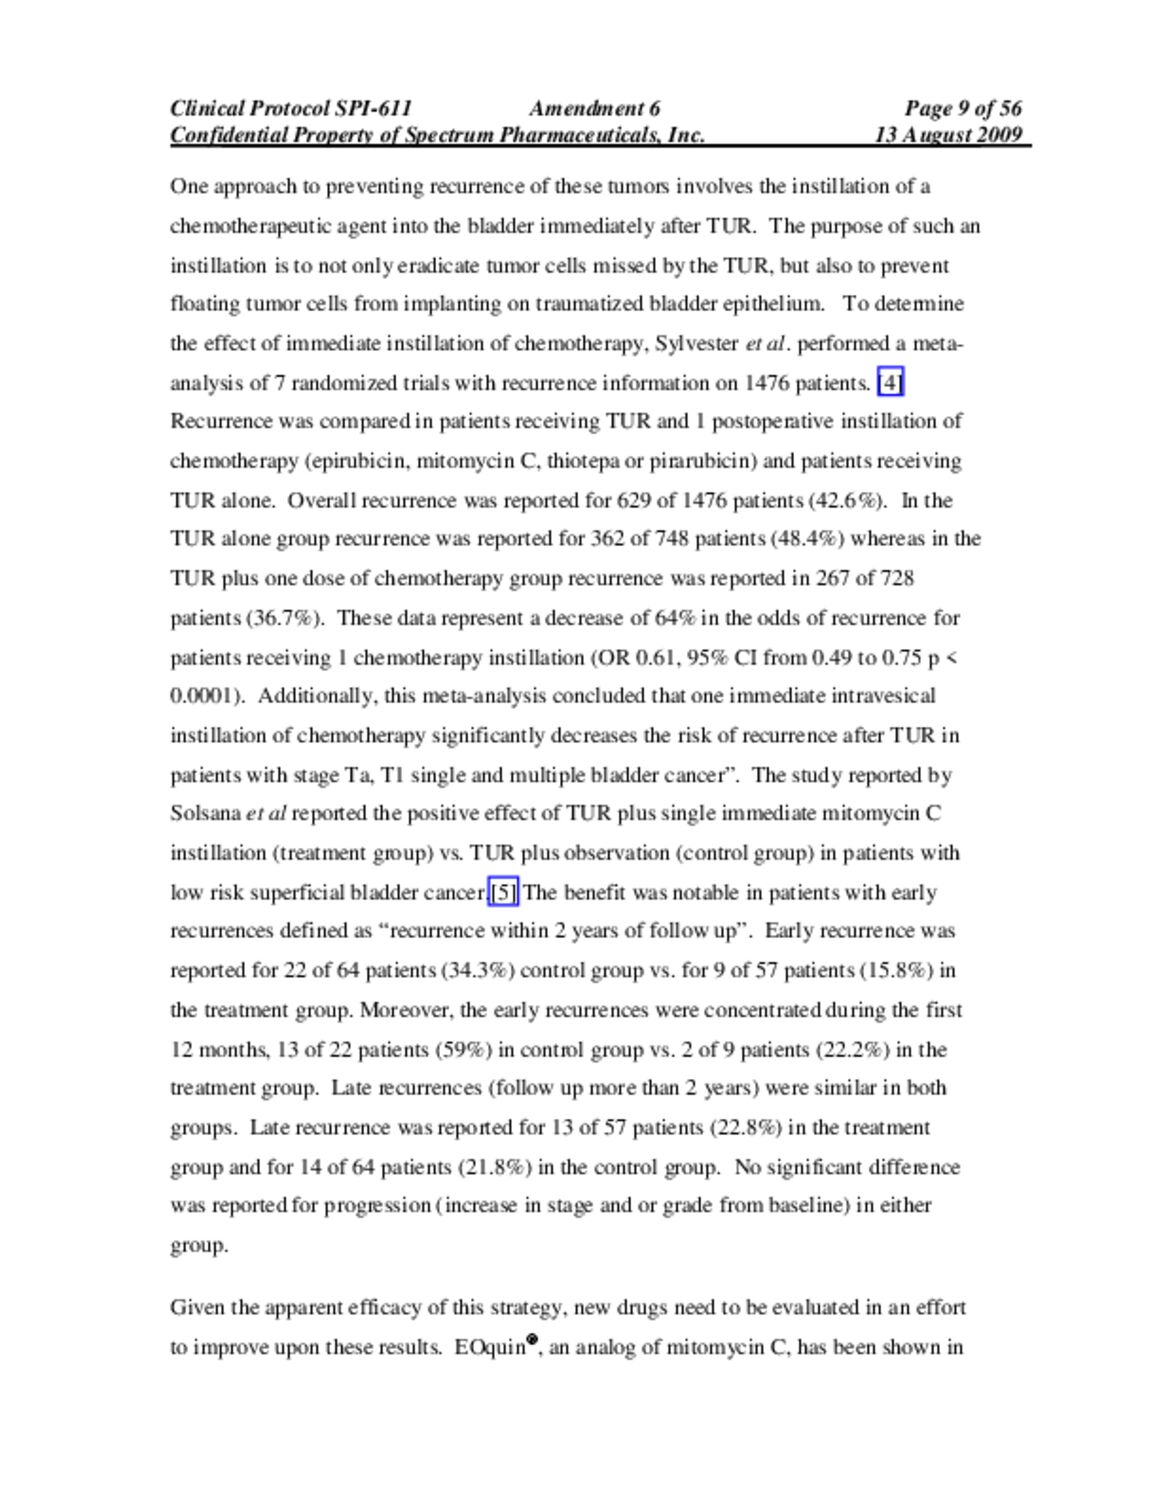 Clinical Protocol SPI-611 Amendment 6 Page 9 of 56
Confidential Property of Spectrum Pharmaceuticals, Inc. 13 August 2009
One approach to preventing recurrence of these tumors involves the instillation of a
chemotherapeutic agent into the bladder immediately after TUR. The purpose of such an
instillation is to not only eradicate tumor cells missed by the TUR, but also to prevent
floating tumor cells from implanting on traumatized bladder epithelium. To determine
the effect of immediate instillation of chemotherapy, Sylvester et al. performed a meta-
analysis of 7 randomized trials with recurrence information on 1476 patients. [4]
Recurrence was compared in patients receiving TUR and 1 postoperative instillation of
chemotherapy (epirubicin, mitomycin C, thiotepa or pirarubicin) and patients receiving
TUR alone. Overall recurrence was reported for 629 of 1476 patients (42.6%). In the
TUR alone group recurrence was reported for 362 of 748 patients (48.4%) whereas in the
TUR plus one dose of chemotherapy group recurrence was reported in 267 of 728
patients (36.7%). These data represent a decrease of 64% in the odds of recurrence for
patients receiving 1 chemotherapy instillation (OR 0.61, 95% CI from 0.49 to 0.75 p <
0.0001). Additionally, this meta-analysis concluded that one immediate intravesical
instillation of chemotherapy significantly decreases the risk of recurrence after TUR in
patients with stage Ta, T1 single and multiple bladder cancer”. The study reported by
Solsana et al reported the positive effect of TUR plus single immediate mitomycin C
instillation (treatment group) vs. TUR plus observation (control group) in patients with
low risk superficial bladder cancer.[5] The benefit was notable in patients with early
recurrences defined as “recurrence within 2 years of follow up”. Early recurrence was
reported for 22 of 64 patients (34.3%) control group vs. for 9 of 57 patients (15.8%) in
the treatment group. Moreover, the early recurrences were concentrated during the first
12 months, 13 of 22 patients (59%) in control group vs. 2 of 9 patients (22.2%) in the
treatment group. Late recurrences (follow up more than 2 years) were similar in both
groups. Late recurrence was reported for 13 of 57 patients (22.8%) in the treatment
group and for 14 of 64 patients (21.8%) in the control group. No significant difference
was reported for progression (increase in stage and or grade from baseline) in either
group.
Given the apparent efficacy of this strategy, new drugs need to be evaluated in an effort
to improve upon these results. EOquin®, an analog of mitomycin C, has been shown in